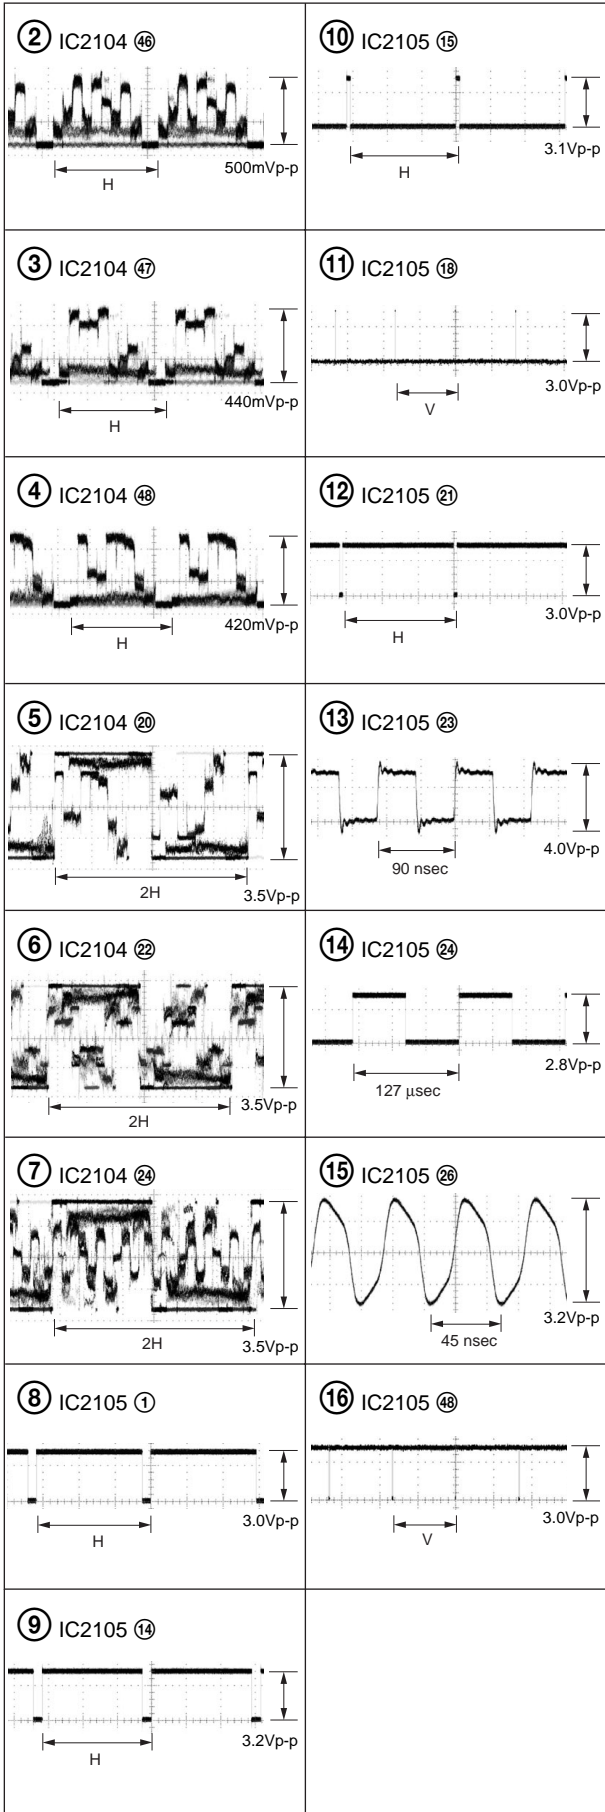 ② IC2104 ㊻
500mVp-p
H
③ IC2104 ㊼
440mVp-p
H
④ IC2104 ㊽
420mVp-p
H
⑤ IC2104 ⑳
2H
3.5Vp-p
⑥ IC2104 ㉒
3.5Vp-p
2H
⑦ IC2104 ㉔
2H
3.5Vp-p
⑧ IC2105 ①
3.0Vp-p
H
⑨ IC2105 ⑭
3.2Vp-p
H
⑩ IC2105 ⑮
3.1Vp-p
H
⑪ IC2105 ⑱
3.0Vp-p
V
⑫ IC2105 ㉑
3.0Vp-p
H
⑬ IC2105 ㉓
4.0Vp-p
90 nsec
⑭ IC2105 ㉔
2.8Vp-p
127 μsec
⑮ IC2105 ㉖
3.2Vp-p
45 nsec
⑯ IC2105 ㊽
3.0Vp-p
V